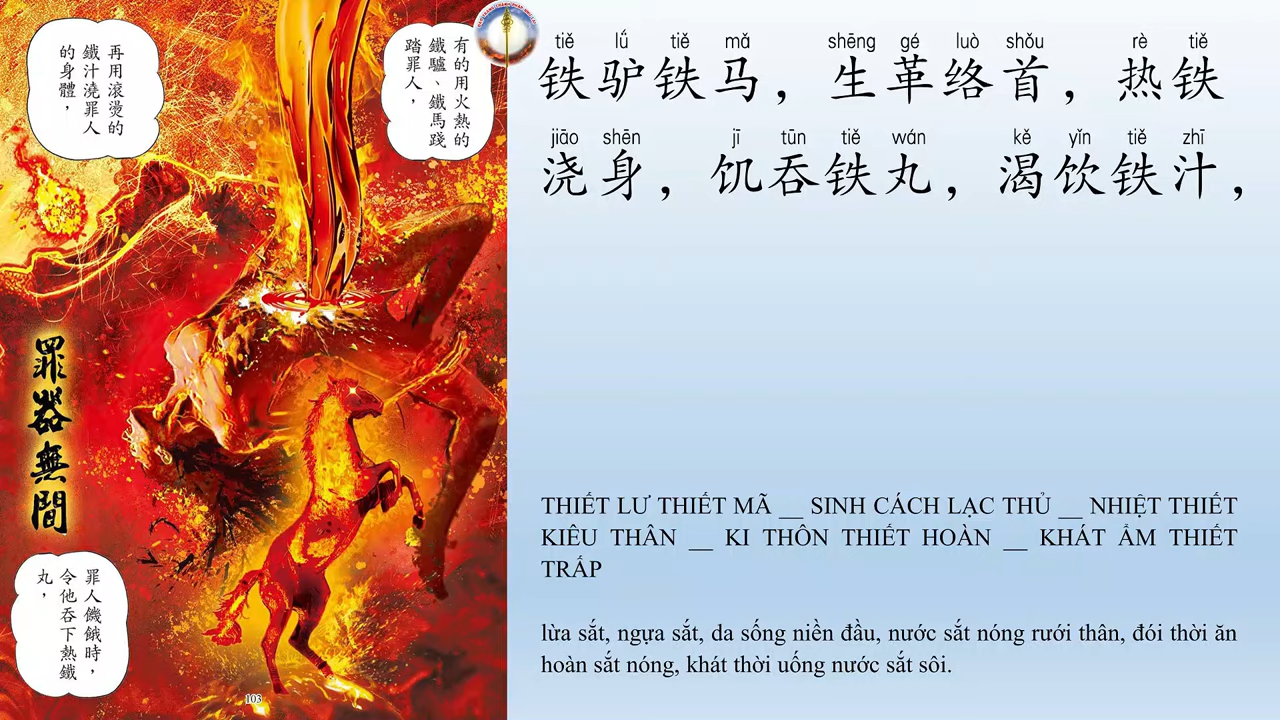 有的用火熱的
鐵驢、鐵馬踐
踏罪人，
再用滾燙的
鐵汁澆罪人
的身體，
罪器無間
罪人饑餓時，
令他吞下熱鐵
丸，
103
tiě lǘ tiě mǎ shēng gé luò shǒu rè tiě
铁驴铁马，生革络首，热铁
jiāo shēn jī tūn tiě wán kě yǐn tiě zhī
浇身，饥吞铁丸，渴饮铁汁，
THIẾT LƯ THIẾT MÃ __ SINH CÁCH LẠC THỦ __ NHIỆT THIẾT
KIÊU THÂN __ KI THÔN THIẾT HOÀN __ KHÁT ẨM THIẾT
TRẤP
lừa sắt, ngựa sắt, da sống niền đầu, nước sắt nóng rưới thân, đói thời ăn
hoàn sắt nóng, khát thời uống nước sắt sôi.